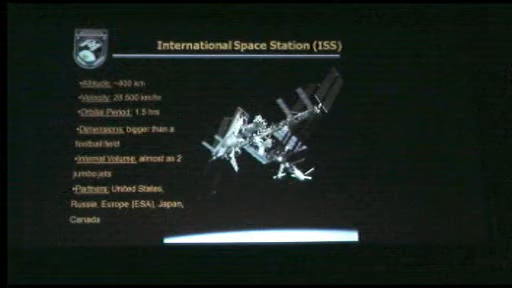 International Space Station (ISS)
•Altitude: ~400 km
•Velocity: 28,500 km/hr
•Orbital Period: 1.5 hrs
•Dimensions: bigger than a
football field
•Internal Volume: almost as 2
jumbo jets
•Partners: United States,
Russia, Europe (ESA), Japan,
Canada